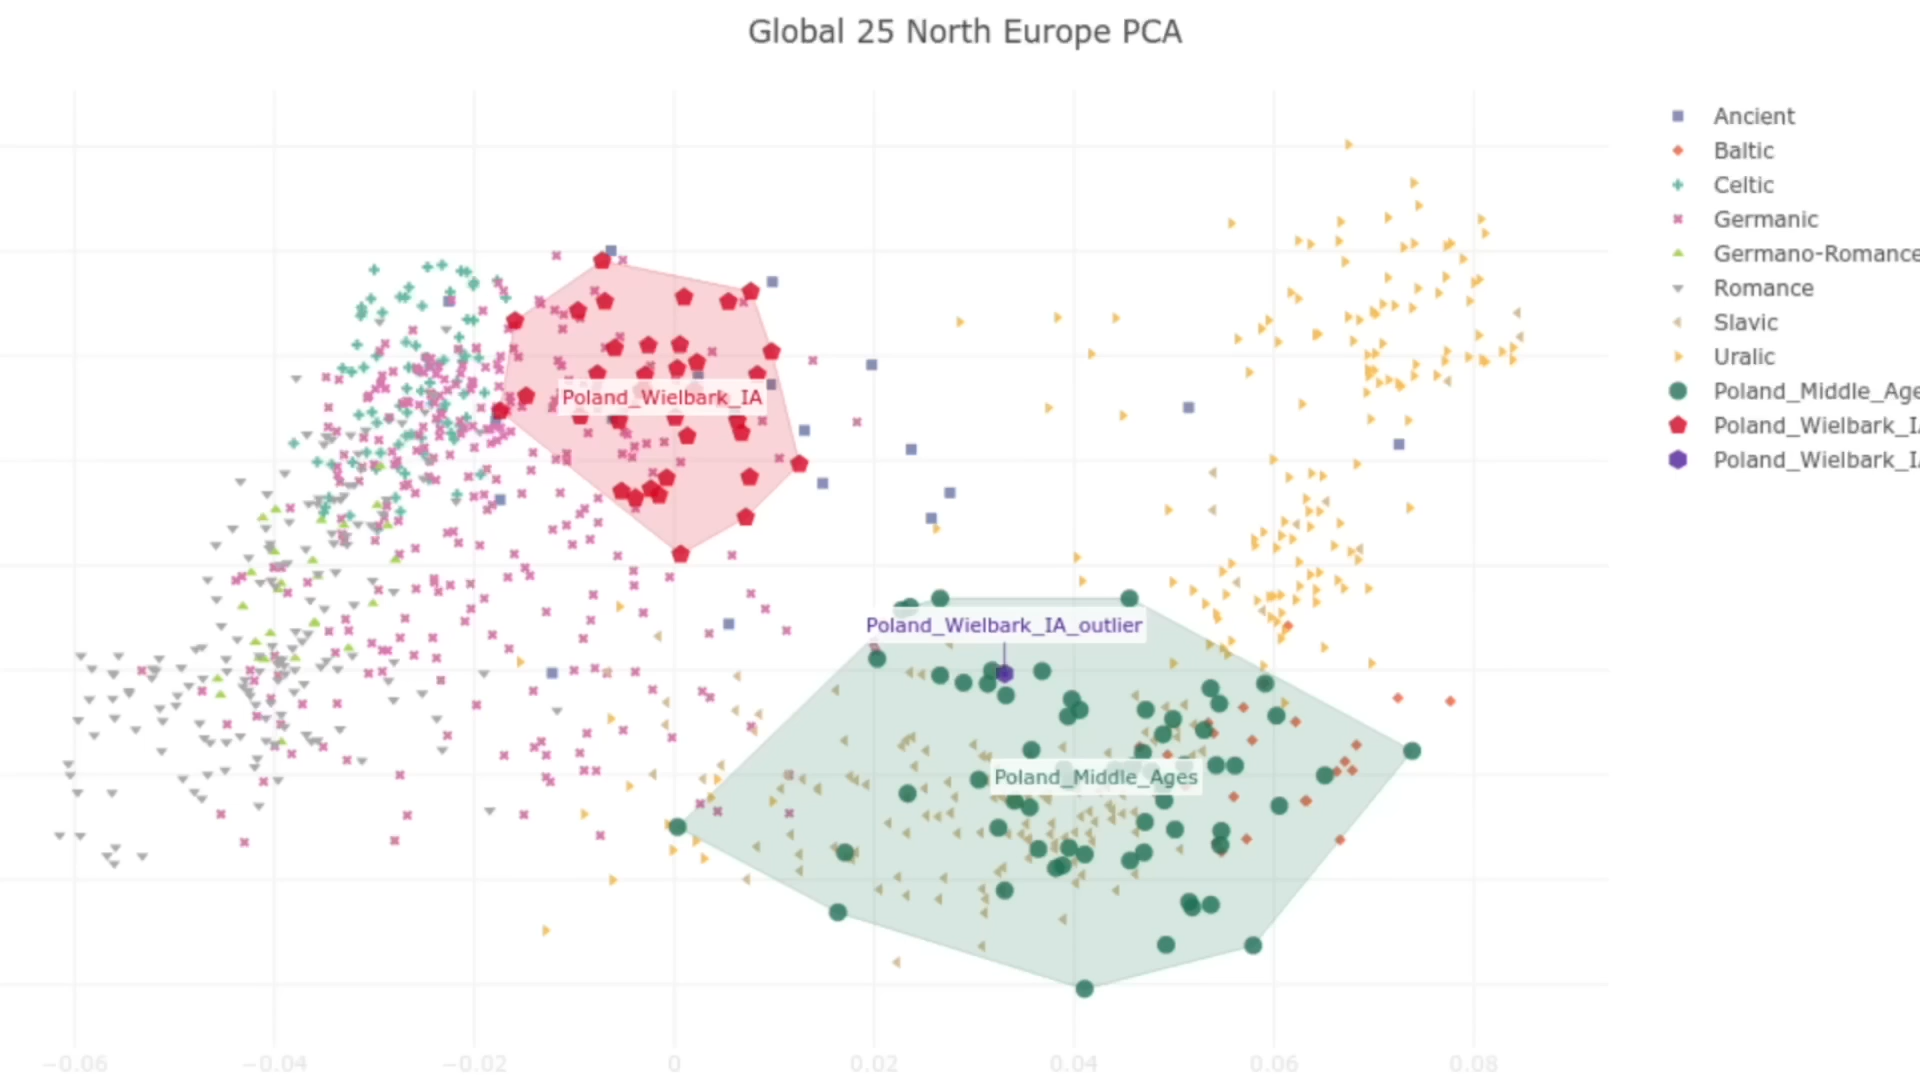 Global 25 North Europe PCA
Ancient
Baltic
Celtic
Germanic
Germano-Romance
Romance
Slavic
Uralic
Poland_Middle_Age
Poland_Wielbark_I
Poland_Wielbark_I
Poland_Wielbark_IA
Poland_Wielbark_IA_outlier
Poland_Middle_Ages
−0.06 −0.04 −0.02 0 0.02 0.04 0.06 0.08